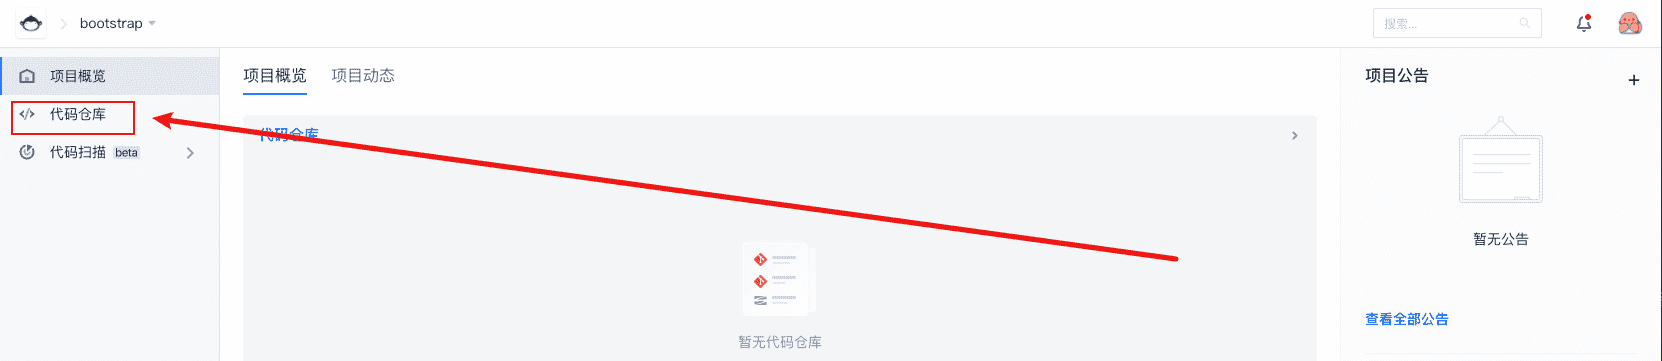 bootstrap
搜索...
项目概览
代码仓库
代码扫描 beta
项目概览 项目动态
代码仓库
暂无代码仓库
项目公告
暂无公告
查看全部公告